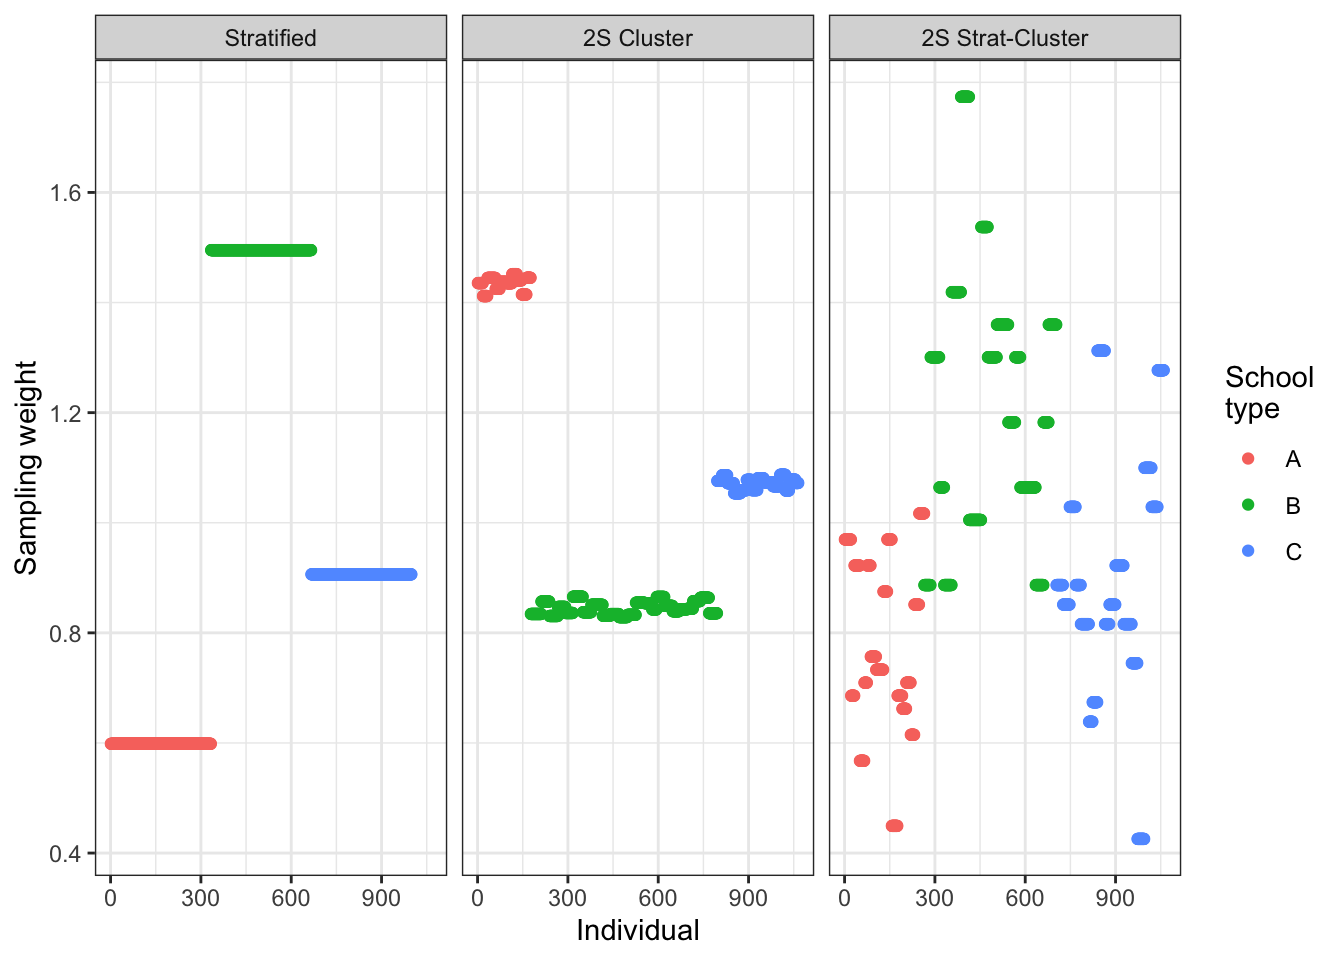 Stratified
2S Cluster
2S Strat-Cluster
Sampling weight
1.6
1.2
0.8
0.4
0 300 600 900
0 300 600 900
0 300 600 900
Individual
School
type
A
B
C